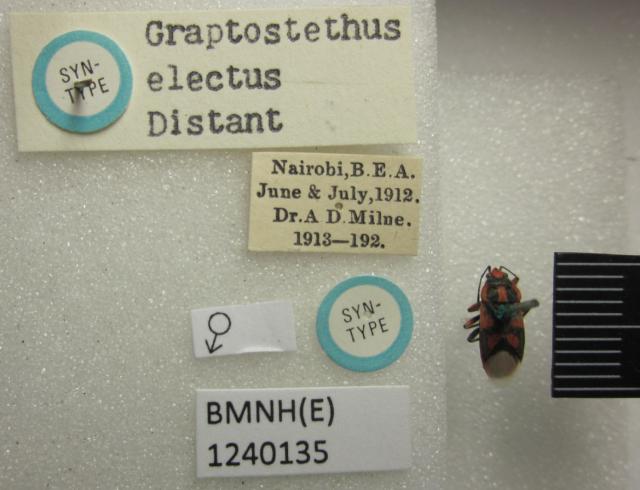 SYN-
TYPE
Graptostethus
electus
Distant
Nairobi,B.E.A.
June & July,1912.
Dr.A D.Milne.
1913—192.
♂
SYN-
TYPE
BMNH(E)
1240135